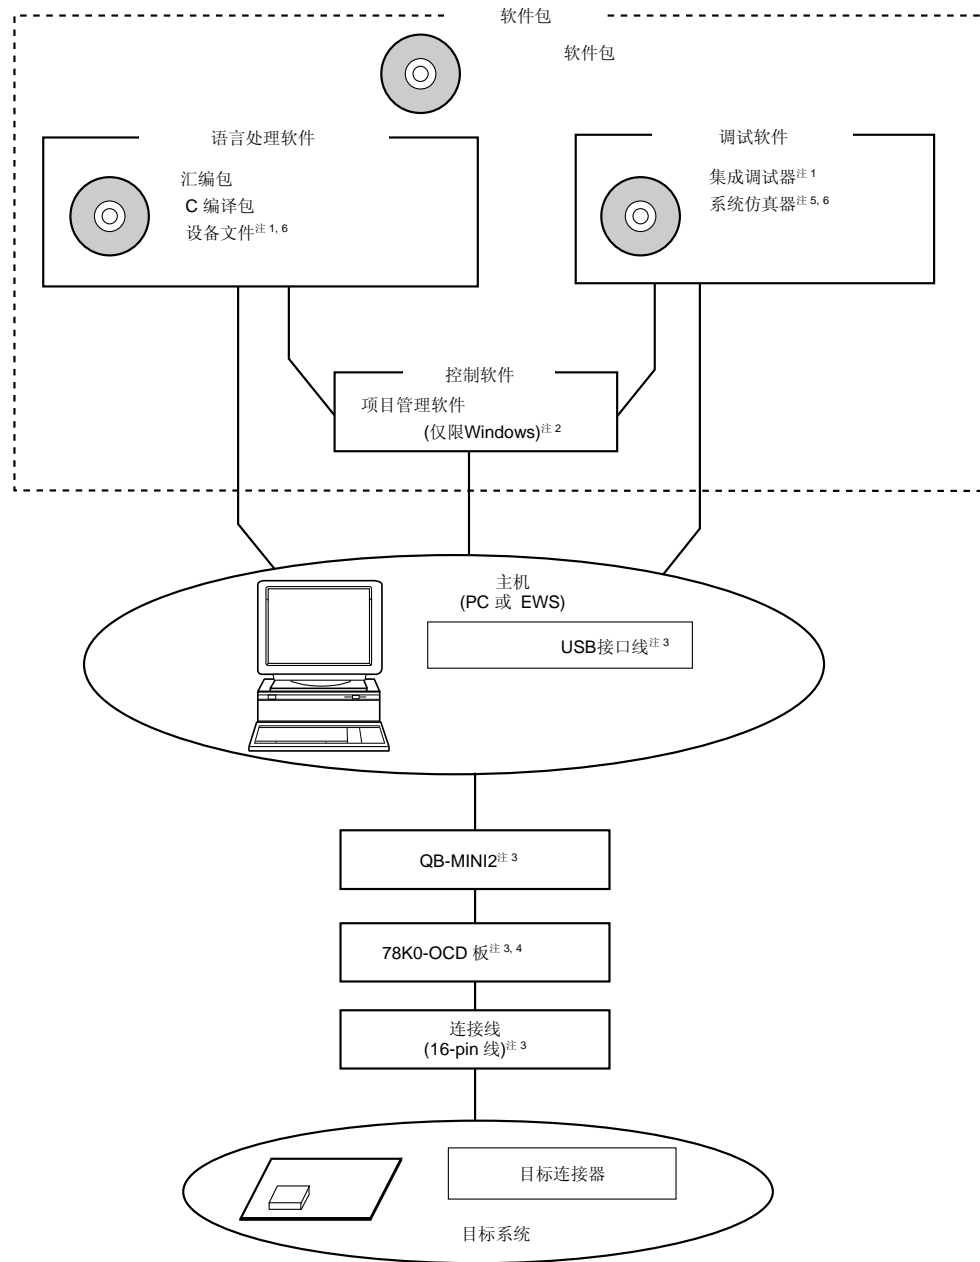 软件包
软件包
语言处理软件
汇编包
C 编译包
设备文件注 1, 6
调试软件
集成调试器注 1
系统仿真器注 5, 6
控制软件
项目管理软件
(仅限Windows)注 2
主机
(PC 或 EWS)
USB接口线注 3
QB-MINI2注 3
78K0-OCD 板注 3, 4
连接线
(16-pin 线)注 3
目标连接器
目标系统